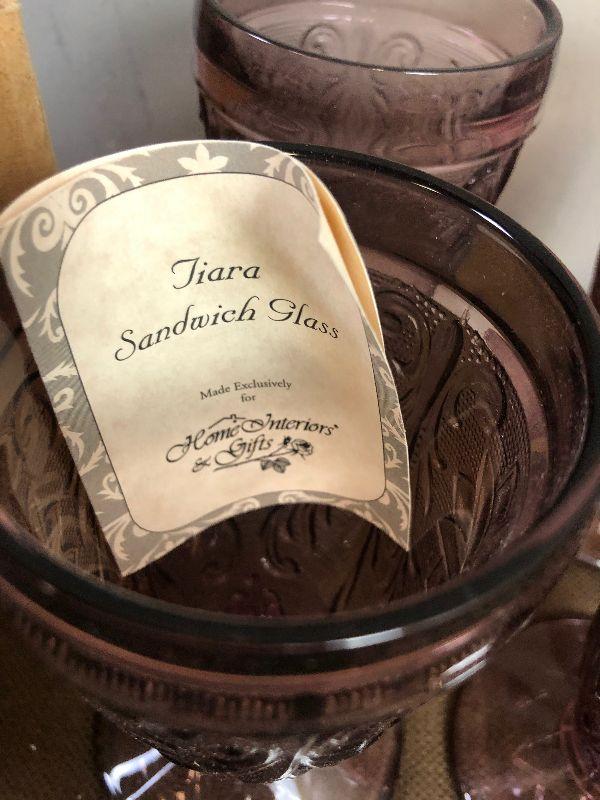 Tiara
Sandwich Glass
Made Exclusively
for
Home Interiors'
& Gifts